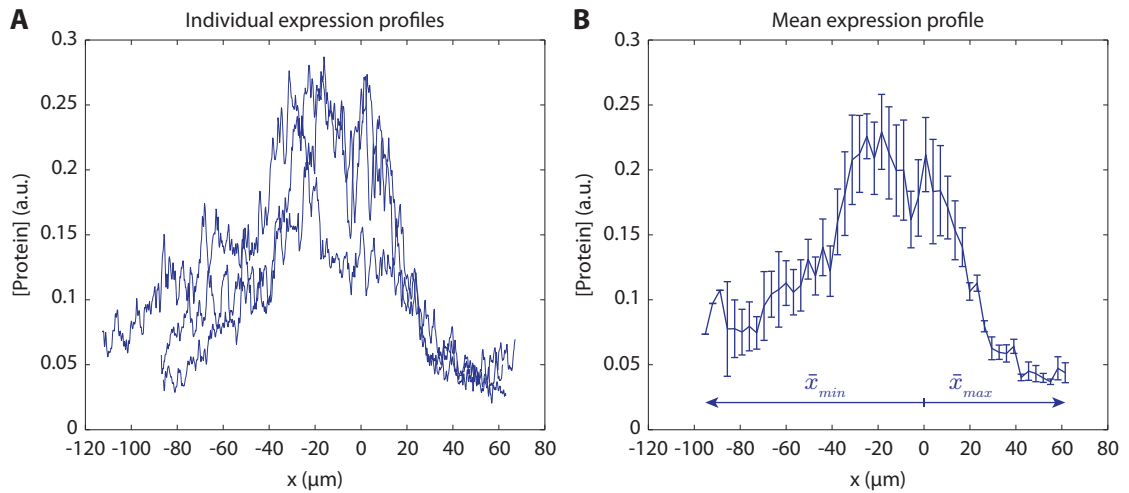 A
Individual expression profiles
0.3
0.25
0.2
0.15
0.1
0.05
0
[Protein] (a.u.)
-120 -100 -80 -60 -40 -20 0 20 40 60 80
x (µm)
B
Mean expression profile
0.3
0.25
0.2
0.15
0.1
0.05
0
[Protein] (a.u.)
x̄_min x̄_max
-120 -100 -80 -60 -40 -20 0 20 40 60 80
x (µm)